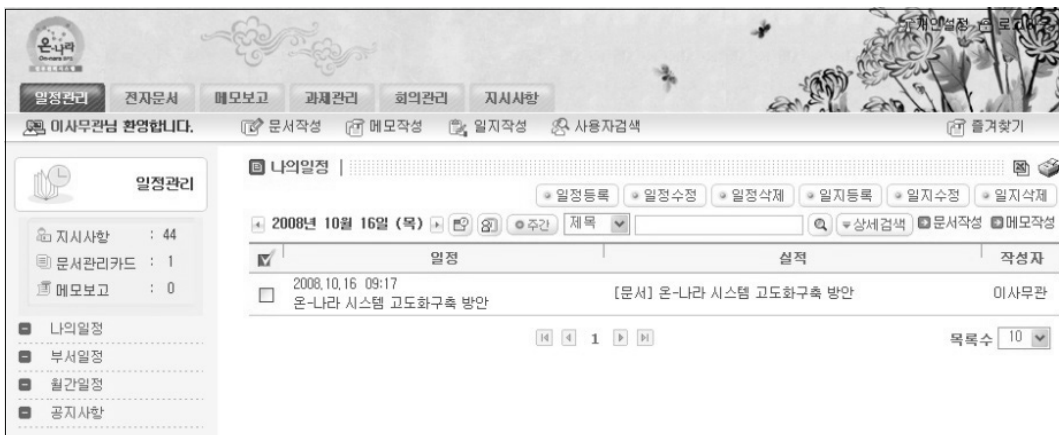 온-나라
개인설정
일정관리 전자문서 메모보고 과제관리 회의관리 지시사항
이사무관님 환영합니다. 문서작성 메모작성 일지작성 사용자검색 즐겨찾기
일정관리
지시사항 : 44
문서관리카드 : 1
메모보고 : 0
나의일정
부서일정
월간일정
공지사항
나의일정
일정등록 일정수정 일정삭제 일지등록 일지수정 일지삭제
2008년 10월 16일 (목) 주간 제목 상세검색 문서작성 메모작성
일정 실적 작성자
2008.10.16 09:17
온-나라 시스템 고도화구축 방안 [문서] 온-나라 시스템 고도화구축 방안 이사무관
1 목록수 10